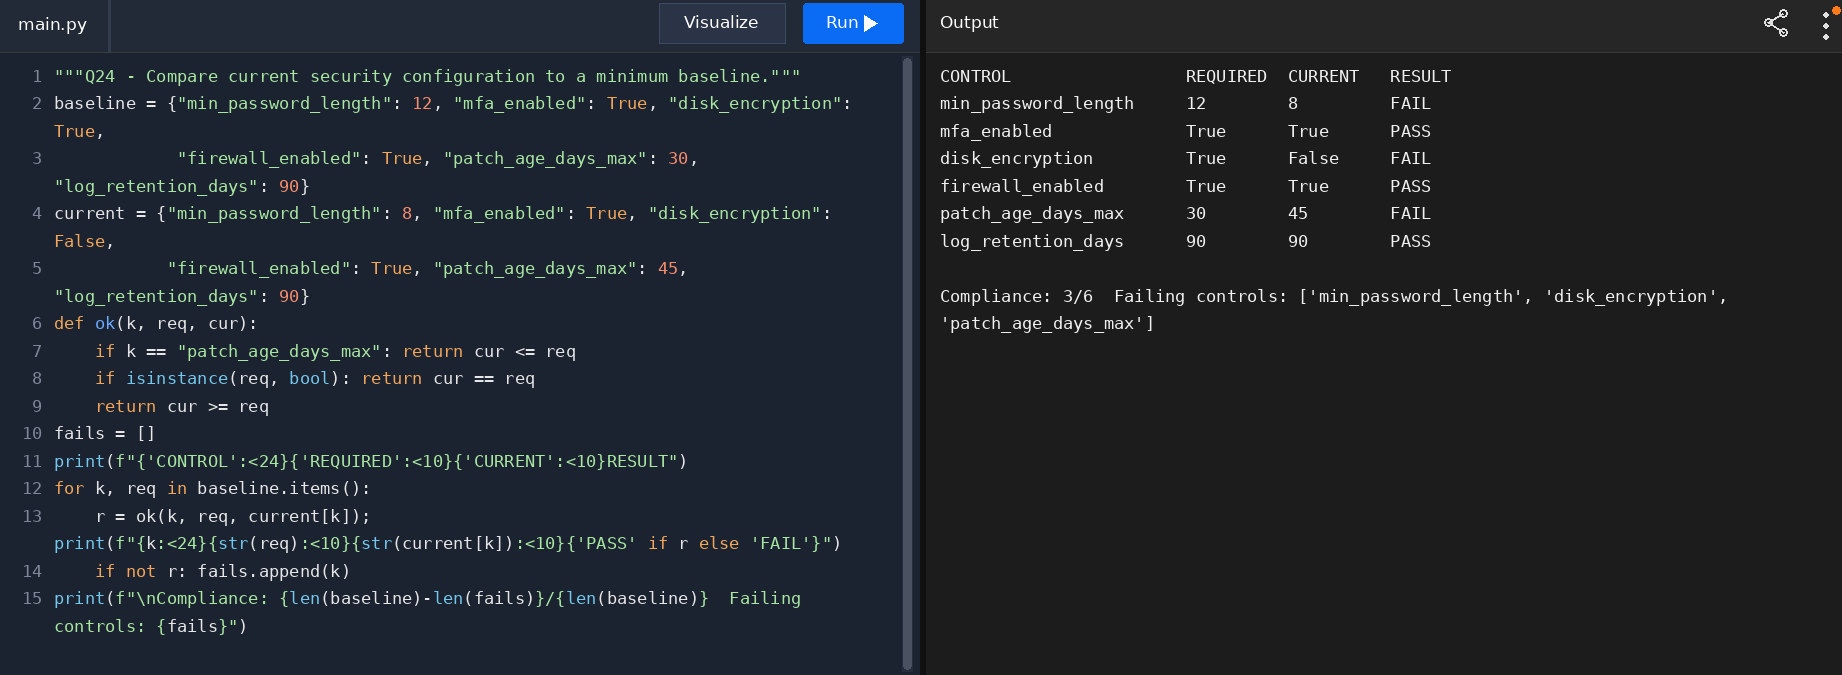 main.py
Visualize
Run
Output
1 """Q24 - Compare current security configuration to a minimum baseline."""
2 baseline = {"min_password_length": 12, "mfa_enabled": True, "disk_encryption":
True,
3             "firewall_enabled": True, "patch_age_days_max": 30,
"log_retention_days": 90}
4 current = {"min_password_length": 8, "mfa_enabled": True, "disk_encryption":
False,
5            "firewall_enabled": True, "patch_age_days_max": 45,
"log_retention_days": 90}
6 def ok(k, req, cur):
7     if k == "patch_age_days_max": return cur <= req
8     if isinstance(req, bool): return cur == req
9     return cur >= req
10 fails = []
11 print(f"{'CONTROL':<24}{'REQUIRED':<10}{'CURRENT':<10}RESULT")
12 for k, req in baseline.items():
13     r = ok(k, req, current[k]);
print(f"{k:<24}{str(req):<10}{str(current[k]):<10}{'PASS' if r else 'FAIL'}")
14     if not r: fails.append(k)
15 print(f"\nCompliance: {len(baseline)-len(fails)}/{len(baseline)}  Failing
controls: {fails}")
CONTROL                 REQUIRED  CURRENT   RESULT
min_password_length     12        8         FAIL
mfa_enabled             True      True      PASS
disk_encryption         True      False     FAIL
firewall_enabled        True      True      PASS
patch_age_days_max      30        45        FAIL
log_retention_days      90        90        PASS
Compliance: 3/6  Failing controls: ['min_password_length', 'disk_encryption',
'patch_age_days_max']